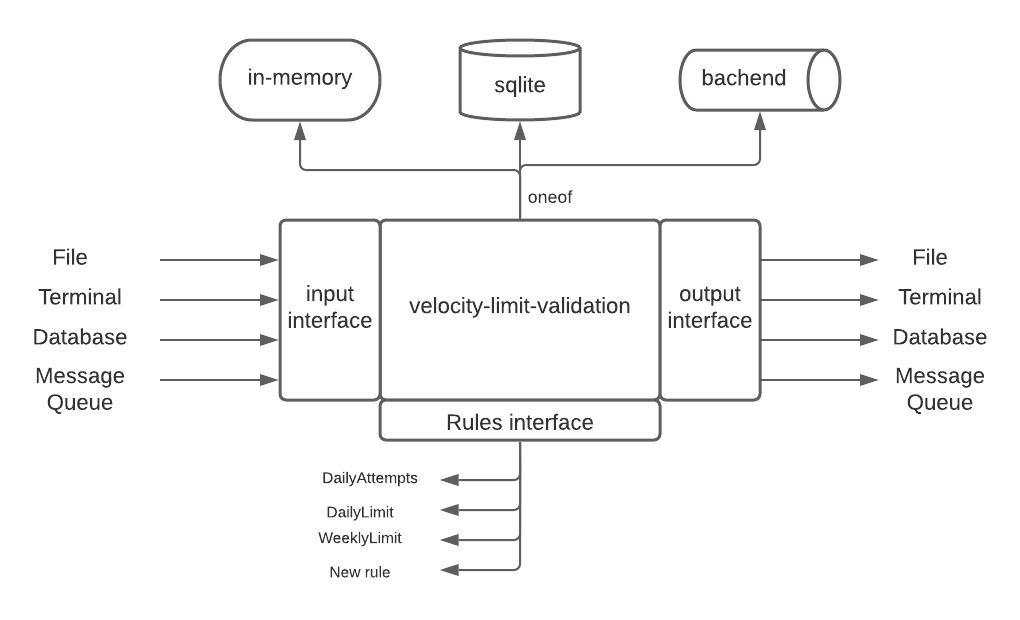 in-memory
sqlite
bachend
oneof
File
Terminal
Database
Message
Queue
input
interface
velocity-limit-validation
output
interface
File
Terminal
Database
Message
Queue
Rules interface
DailyAttempts
DailyLimit
WeeklyLimit
New rule